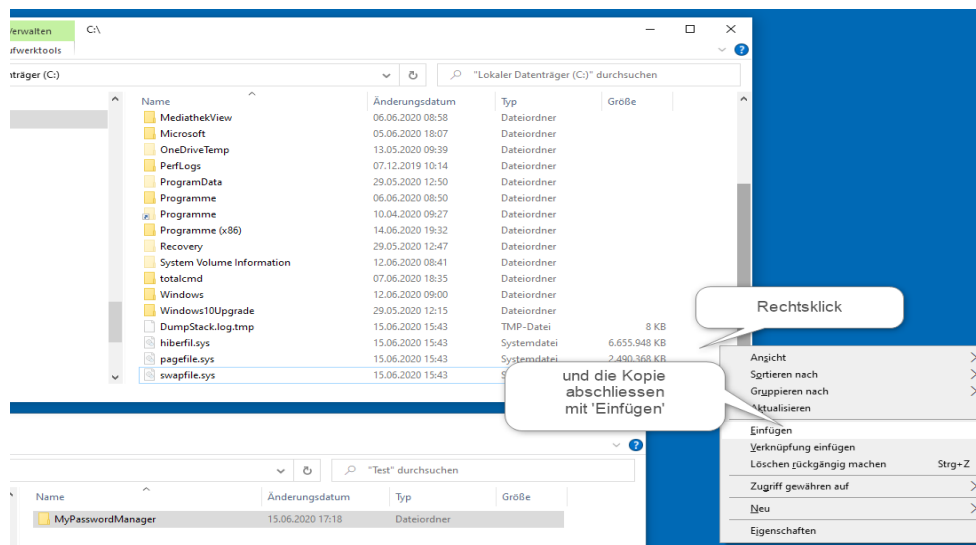 Verwalten C:\
ufwerktools
nträger (C:) "Lokaler Datenträger (C:)" durchsuchen
Name Änderungsdatum Typ Größe
MediathekView 06.06.2020 08:58 Dateiordner
Microsoft 05.06.2020 18:07 Dateiordner
OneDriveTemp 13.05.2020 09:39 Dateiordner
PerfLogs 07.12.2019 10:14 Dateiordner
ProgramData 29.05.2020 12:50 Dateiordner
Programme 06.06.2020 08:50 Dateiordner
Programme 10.04.2020 09:27 Dateiordner
Programme (x86) 14.06.2020 19:32 Dateiordner
Recovery 29.05.2020 12:47 Dateiordner
System Volume Information 12.06.2020 08:41 Dateiordner
totalcmd 07.06.2020 18:35 Dateiordner
Windows 12.06.2020 09:00 Dateiordner
Windows10Upgrade 29.05.2020 12:15 Dateiordner
DumpStack.log.tmp 15.06.2020 15:43 TMP-Datei 8 KB
hiberfil.sys 15.06.2020 15:43 Systemdatei 6.655.948 KB
pagefile.sys 15.06.2020 15:43 Systemdatei 2.490.368 KB
swapfile.sys 15.06.2020 15:43 S
Rechtsklick
und die Kopie
abschliessen
mit 'Einfügen'
Ansicht
Sortieren nach
Gruppieren nach
Aktualisieren
Einfügen
Verknüpfung einfügen
Löschen rückgängig machen Strg+Z
Zugriff gewähren auf
Neu
Eigenschaften
"Test" durchsuchen
Name Änderungsdatum Typ Größe
MyPasswordManager 15.06.2020 17:18 Dateiordner